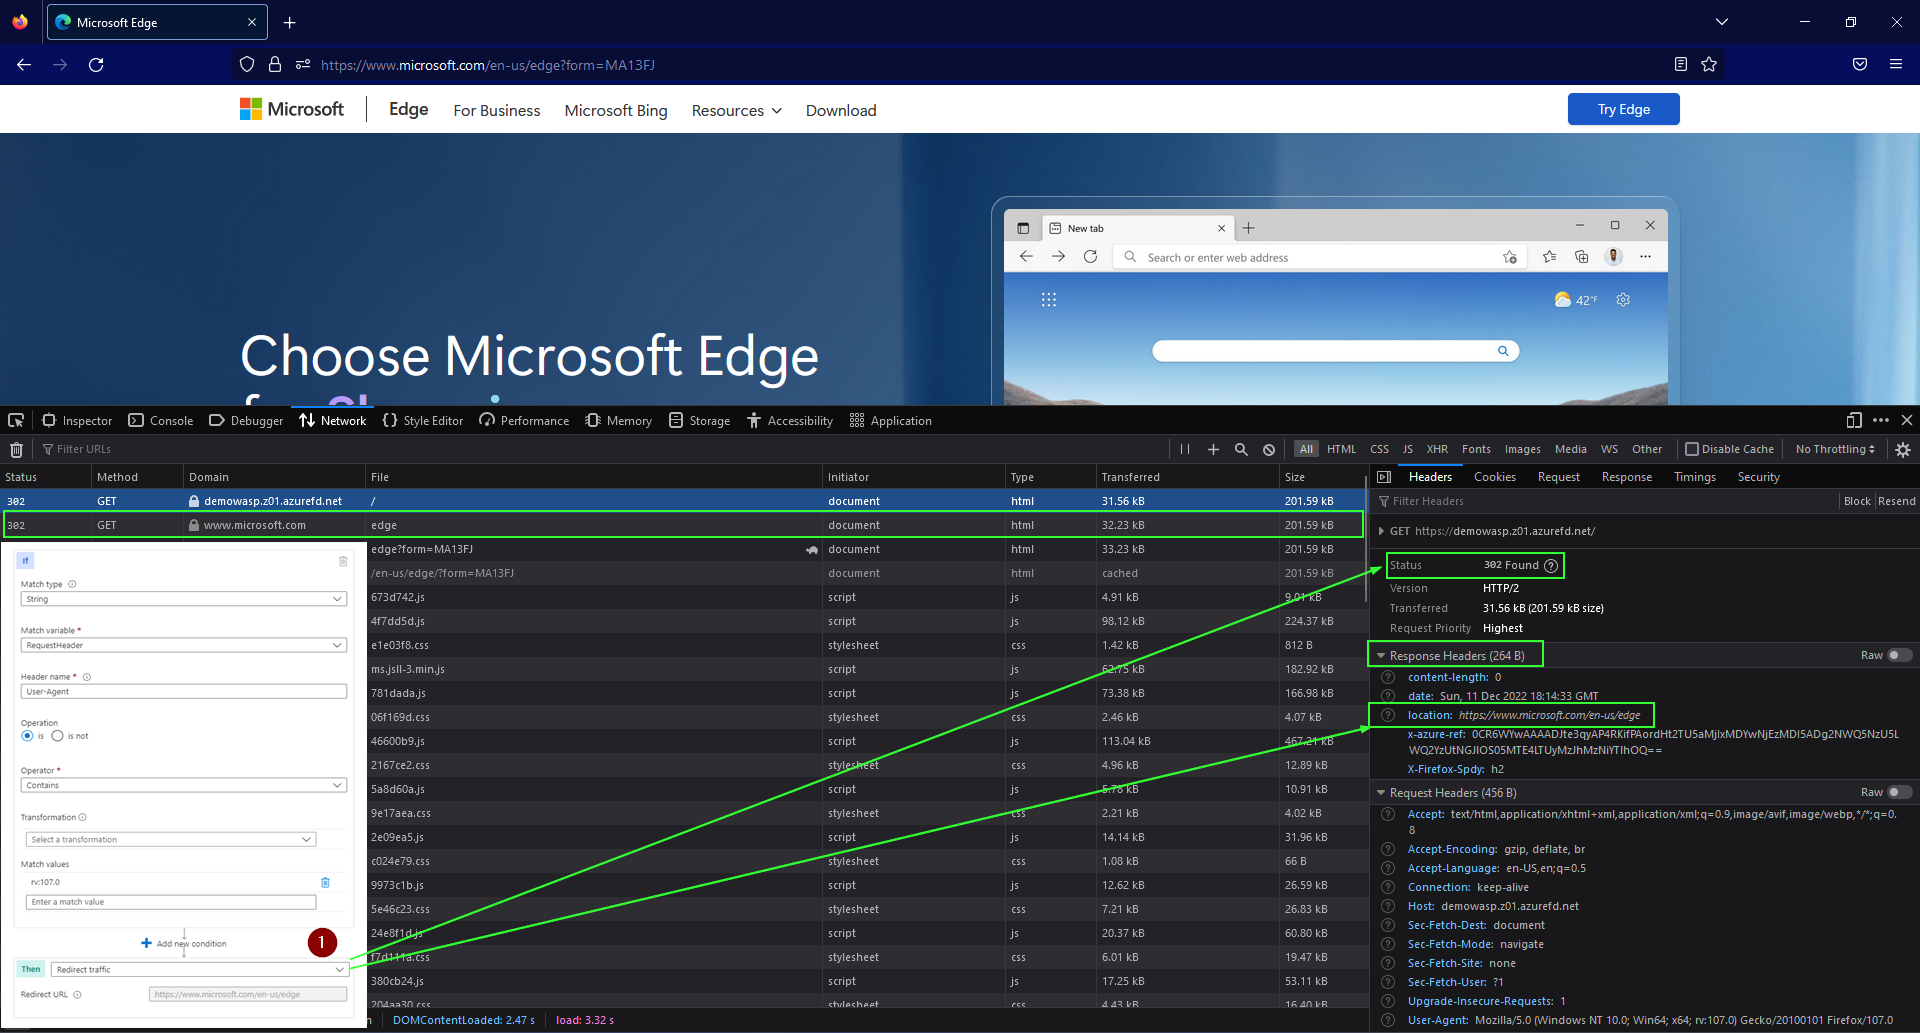 Microsoft Edge
https://www.microsoft.com/en-us/edge?form=MA13FJ
Microsoft Edge For Business Microsoft Bing Resources Download Try Edge
New tab
Search or enter web address
42°F
Choose Microsoft Edge
Inspector Console Debugger Network Style Editor Performance Memory Storage Accessibility Application
Filter URLs All HTML CSS JS XHR Fonts Images Media WS Other Disable Cache No Throttling
Status Method Domain File Initiator Type Transferred Size
302 GET demowasp.z01.azurefd.net / document html 31.56 kB 201.59 kB
302 GET www.microsoft.com edge document html 32.23 kB 201.59 kB
edge?form=MA13FJ document html 33.23 kB 201.59 kB
/en-us/edge/?form=MA13FJ document html cached 201.59 kB
673d742.js script js 4.91 kB 9.01 kB
4f7dd5d.js script js 98.12 kB 224.37 kB
e1e03f8.css stylesheet css 1.42 kB 812 B
ms.jsll-3.min.js script js 62.75 kB 182.92 kB
781dada.js script js 73.38 kB 166.98 kB
06f169d.css stylesheet css 2.46 kB 4.07 kB
46600b9.js script js 113.04 kB 467.21 kB
2167ce2.css stylesheet css 4.96 kB 12.89 kB
5a8d60a.js script js 5.78 kB 10.91 kB
9e17aea.css stylesheet css 2.21 kB 4.02 kB
2e09ea5.js script js 14.14 kB 31.96 kB
c024e79.css stylesheet css 1.08 kB 66 B
9973c1b.js script js 12.62 kB 26.59 kB
5e46c23.css stylesheet css 7.21 kB 26.83 kB
24e8f1d.js script js 20.37 kB 60.80 kB
f7d111a.css stylesheet css 6.01 kB 19.47 kB
380cb24.js script js 17.25 kB 53.11 kB
204aa30.css stylesheet css 4.43 kB 16.40 kB
DOMContentLoaded: 2.47 s load: 3.32 s
If
Match type
String
Match variable *
RequestHeader
Header name *
User-Agent
Operation
is is not
Operator *
Contains
Transformation
Select a transformation
Match values
rv:107.0
Enter a match value
Add new condition
1
Then Redirect traffic
Redirect URL https://www.microsoft.com/en-us/edge
Headers Cookies Request Response Timings Security
Filter Headers Block Resend
GET https://demowasp.z01.azurefd.net/
Status 302 Found
Version HTTP/2
Transferred 31.56 kB (201.59 kB size)
Request Priority Highest
Response Headers (264 B) Raw
content-length: 0
date: Sun, 11 Dec 2022 18:14:33 GMT
location: https://www.microsoft.com/en-us/edge
x-azure-ref:
X-Firefox-Spdy: h2
Request Headers (456 B) Raw
Accept: text/html,application/xhtml+xml,application/xml;q=0.9,image/avif,image/webp,*/*;q=0.
8
Accept-Encoding: gzip, deflate, br
Accept-Language: en-US,en;q=0.5
Connection: keep-alive
Host: demowasp.z01.azurefd.net
Sec-Fetch-Dest: document
Sec-Fetch-Mode: navigate
Sec-Fetch-Site: none
Sec-Fetch-User: ?1
Upgrade-Insecure-Requests: 1
User-Agent: Mozilla/5.0 (Windows NT 10.0; Win64; x64; rv:107.0) Gecko/20100101 Firefox/107.0